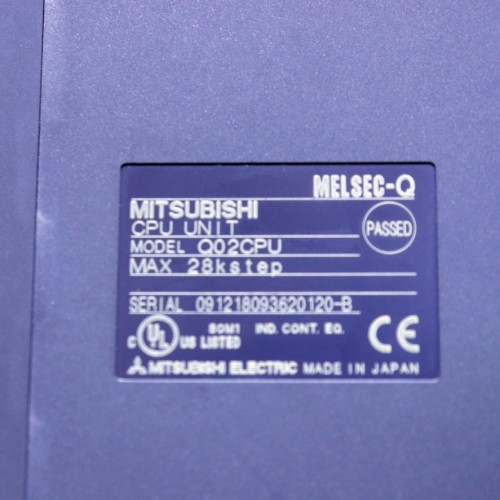 MELSEC-Q
MITSUBISHI
CPU UNIT
PASSED
MODEL Q02CPU
MAX 28kstep
SERIAL 091218093620120-B
C UL US LISTED 80M1 IND. CONT. EQ. CE
MITSUBISHI ELECTRIC MADE IN JAPAN